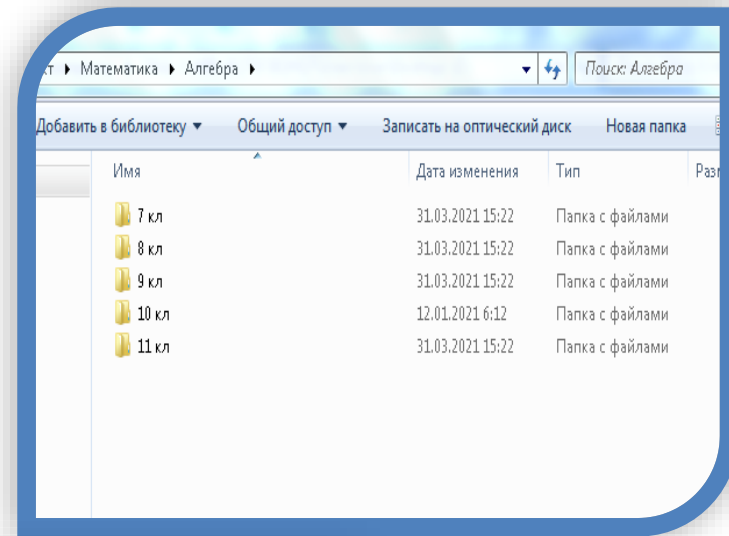 кт ▸ Математика ▸ Алгебра ▸ Поиск: Алгебра
Добавить в библиотеку ▾ Общий доступ ▾ Записать на оптический диск Новая папка
Имя Дата изменения Тип Раз
7 кл 31.03.2021 15:22 Папка с файлами
8 кл 31.03.2021 15:22 Папка с файлами
9 кл 31.03.2021 15:22 Папка с файлами
10 кл 12.01.2021 6:12 Папка с файлами
11 кл 31.03.2021 15:22 Папка с файлами